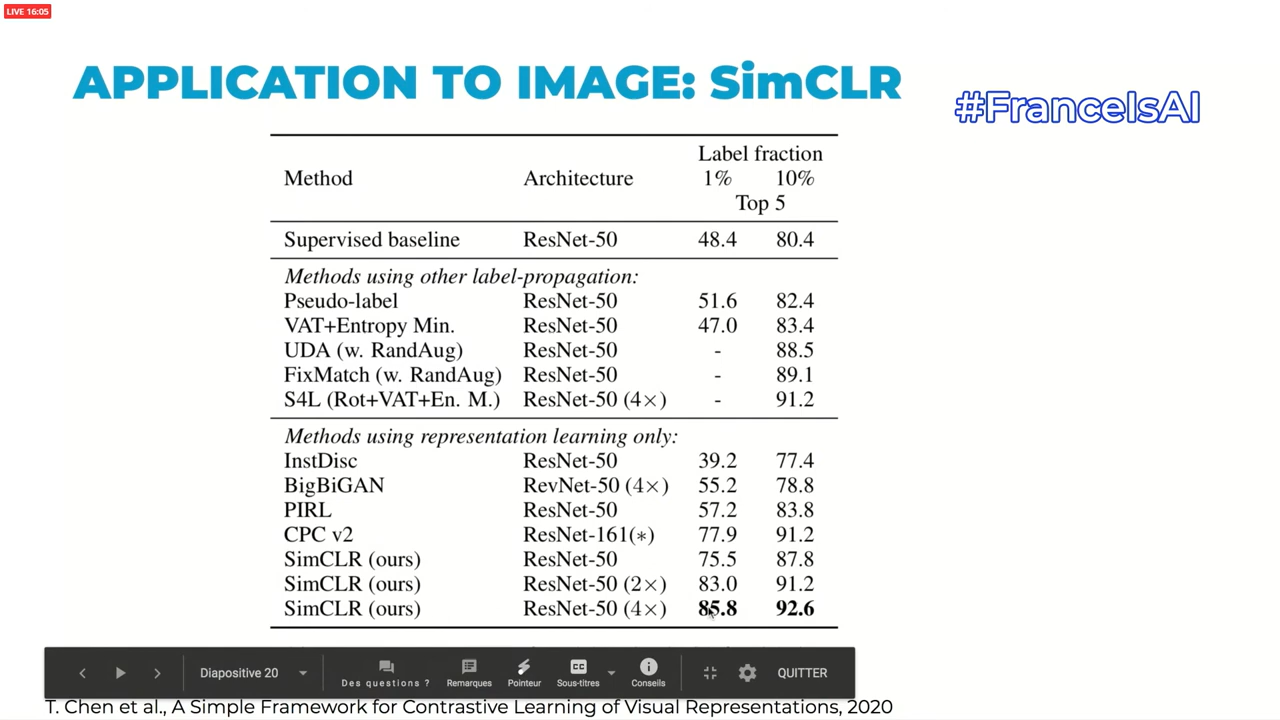 LIVE 16:05
APPLICATION TO IMAGE: SimCLR
#FranceIsAI
Label fraction
Method Architecture 1% 10%
Top 5
Supervised baseline ResNet-50 48.4 80.4
Methods using other label-propagation:
Pseudo-label ResNet-50 51.6 82.4
VAT+Entropy Min. ResNet-50 47.0 83.4
UDA (w. RandAug) ResNet-50 - 88.5
FixMatch (w. RandAug) ResNet-50 - 89.1
S4L (Rot+VAT+En. M.) ResNet-50 (4×) - 91.2
Methods using representation learning only:
InstDisc ResNet-50 39.2 77.4
BigBiGAN RevNet-50 (4×) 55.2 78.8
PIRL ResNet-50 57.2 83.8
CPC v2 ResNet-161(∗) 77.9 91.2
SimCLR (ours) ResNet-50 75.5 87.8
SimCLR (ours) ResNet-50 (2×) 83.0 91.2
SimCLR (ours) ResNet-50 (4×) 85.8 92.6
Diapositive 20 Des questions ? Remarques Pointeur Sous-titres Conseils QUITTER
T. Chen et al., A Simple Framework for Contrastive Learning of Visual Representations, 2020